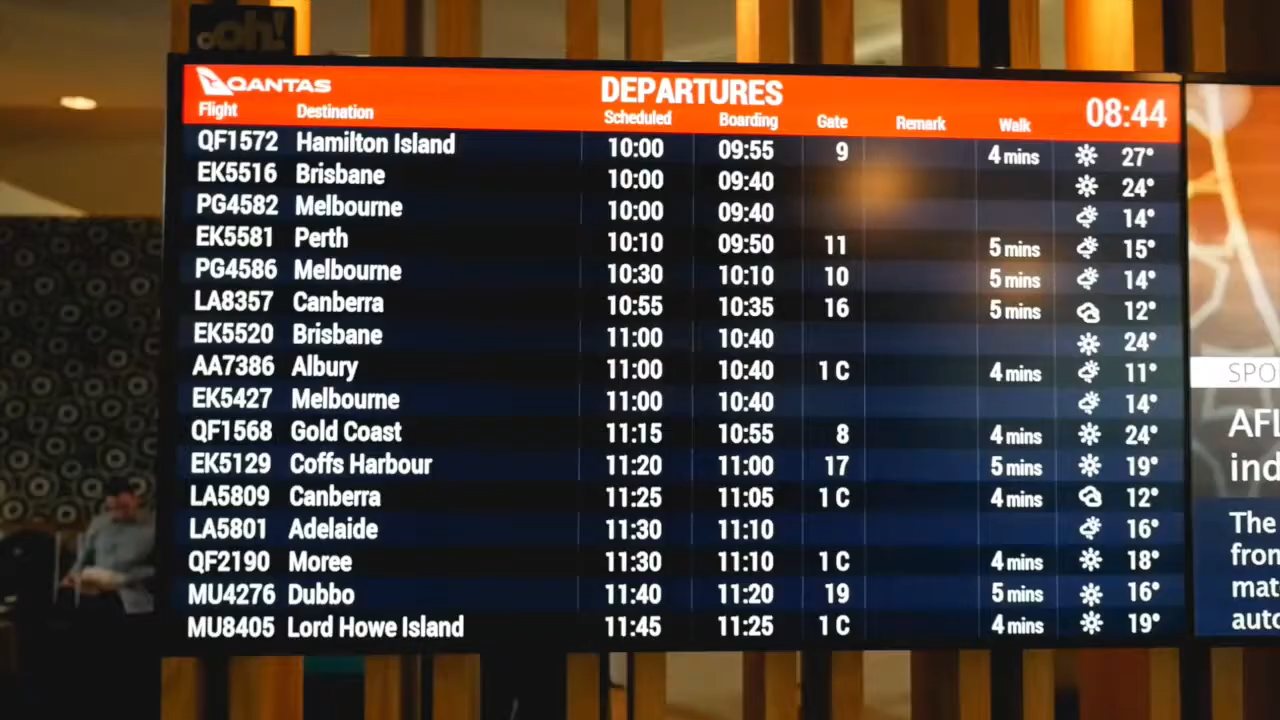 .oh!
QANTAS DEPARTURES 08:44
Flight Destination Scheduled Boarding Gate Remark Walk
QF1572 Hamilton Island 10:00 09:55 9 4 mins 27°
EK5516 Brisbane 10:00 09:40 24°
PG4582 Melbourne 10:00 09:40 14°
EK5581 Perth 10:10 09:50 11 5 mins 15°
PG4586 Melbourne 10:30 10:10 10 5 mins 14°
LA8357 Canberra 10:55 10:35 16 5 mins 12°
EK5520 Brisbane 11:00 10:40 24°
AA7386 Albury 11:00 10:40 1 C 4 mins 11°
EK5427 Melbourne 11:00 10:40 14°
QF1568 Gold Coast 11:15 10:55 8 4 mins 24°
EK5129 Coffs Harbour 11:20 11:00 17 5 mins 19°
LA5809 Canberra 11:25 11:05 1 C 4 mins 12°
LA5801 Adelaide 11:30 11:10 16°
QF2190 Moree 11:30 11:10 1 C 4 mins 18°
MU4276 Dubbo 11:40 11:20 19 5 mins 16°
MU8405 Lord Howe Island 11:45 11:25 1 C 4 mins 19°
SPO
AFL
ind
The
from
mat
auto